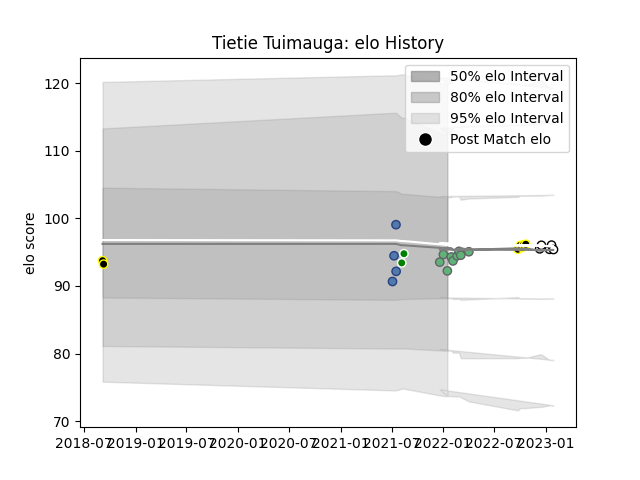 Tietie Tuimauga: elo History
120
110
100
90
80
70
elo score
50% elo Interval
80% elo Interval
95% elo Interval
Post Match elo
2018-07 2019-01 2019-07 2020-01 2020-07 2021-01 2021-07 2022-01 2022-07 2023-01